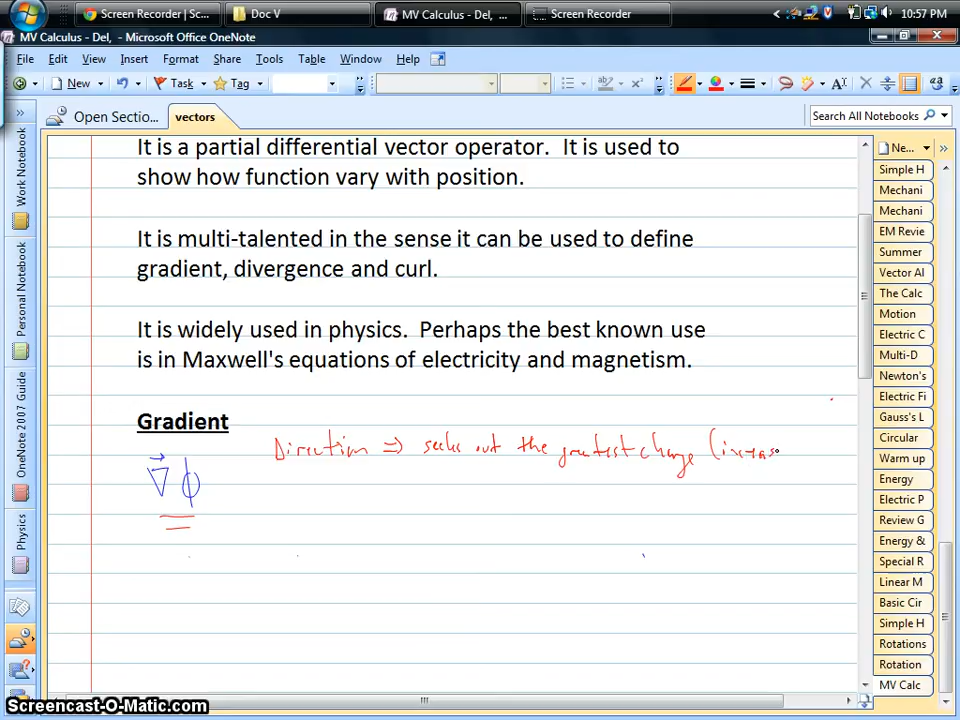 Screen Recorder | Sc...
Doc V
MV Calculus - Del, ...
Screen Recorder
10:57 PM
MV Calculus - Del, - Microsoft Office OneNote
File Edit View Insert Format Share Tools Table Window Help
New Task Tag
Open Sectio...
vectors
Search All Notebooks
It is a partial differential vector operator. It is used to
show how function vary with position.
It is multi-talented in the sense it can be used to define
gradient, divergence and curl.
It is widely used in physics. Perhaps the best known use
is in Maxwell's equations of electricity and magnetism.
Gradient
Direction ⇒ seeks out the greatest change (increas
∇⃗ϕ
Work Notebook
Personal Notebook
OneNote 2007 Guide
Physics
Ne...
Simple H
Mechani
Mechani
EM Revie
Summer
Vector Al
The Calc
Motion
Electric C
Multi-D
Newton's
Electric Fi
Gauss's L
Circular
Warm up
Energy
Electric P
Review G
Energy &
Special R
Linear M
Basic Cir
Simple H
Rotations
Rotation
MV Calc
Screencast-O-Matic.com